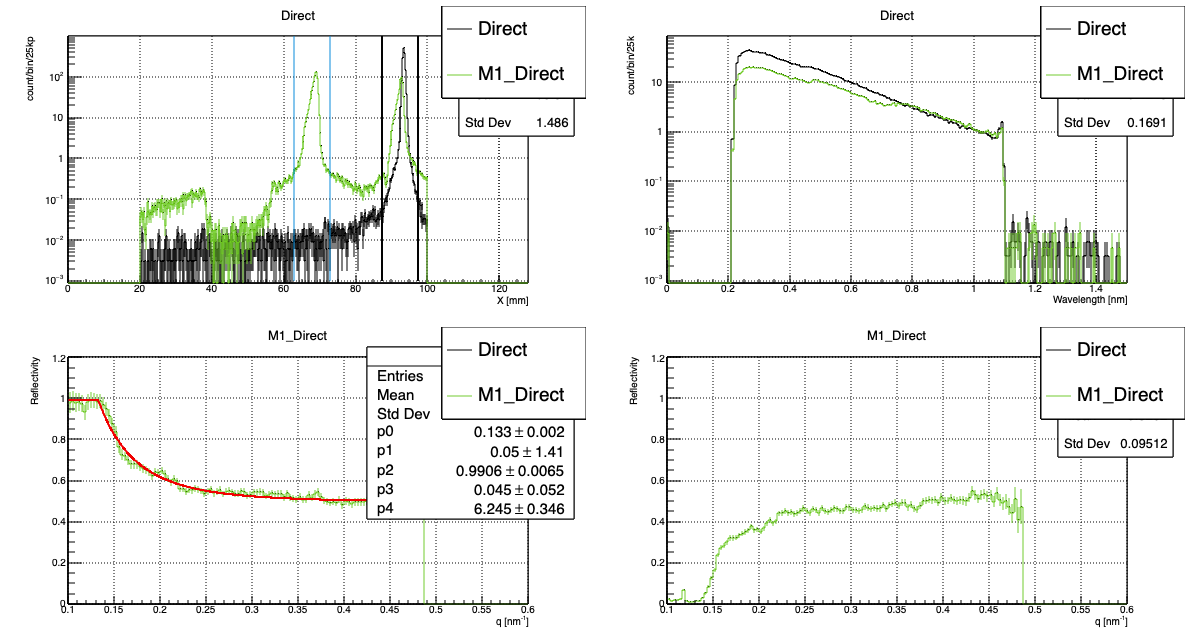 Direct
count/bin/25kp
10²
10
1
10⁻¹
10⁻²
10⁻³
0 20 40 60 80 100 120
X [mm]
Direct
M1_Direct
Std Dev 1.486
Direct
count/bin/25k
10
1
10⁻¹
10⁻²
10⁻³
0 0.2 0.4 0.6 0.8 1 1.2 1.4
Wavelength [nm]
Direct
M1_Direct
Std Dev 0.1691
M1_Direct
Reflectivity
1.2
1
0.8
0.6
0.4
0.2
0
0.1 0.15 0.2 0.25 0.3 0.35 0.4 0.45 0.5 0.55 0.6
q [nm⁻¹]
Direct
M1_Direct
Entries
Mean
Std Dev
p0 0.133 ± 0.002
p1 0.05 ± 1.41
p2 0.9906 ± 0.0065
p3 0.045 ± 0.052
p4 6.245 ± 0.346
M1_Direct
Reflectivity
1.2
1
0.8
0.6
0.4
0.2
0
0.1 0.15 0.2 0.25 0.3 0.35 0.4 0.45 0.5 0.55 0.6
q [nm⁻¹]
Direct
M1_Direct
Std Dev 0.09512